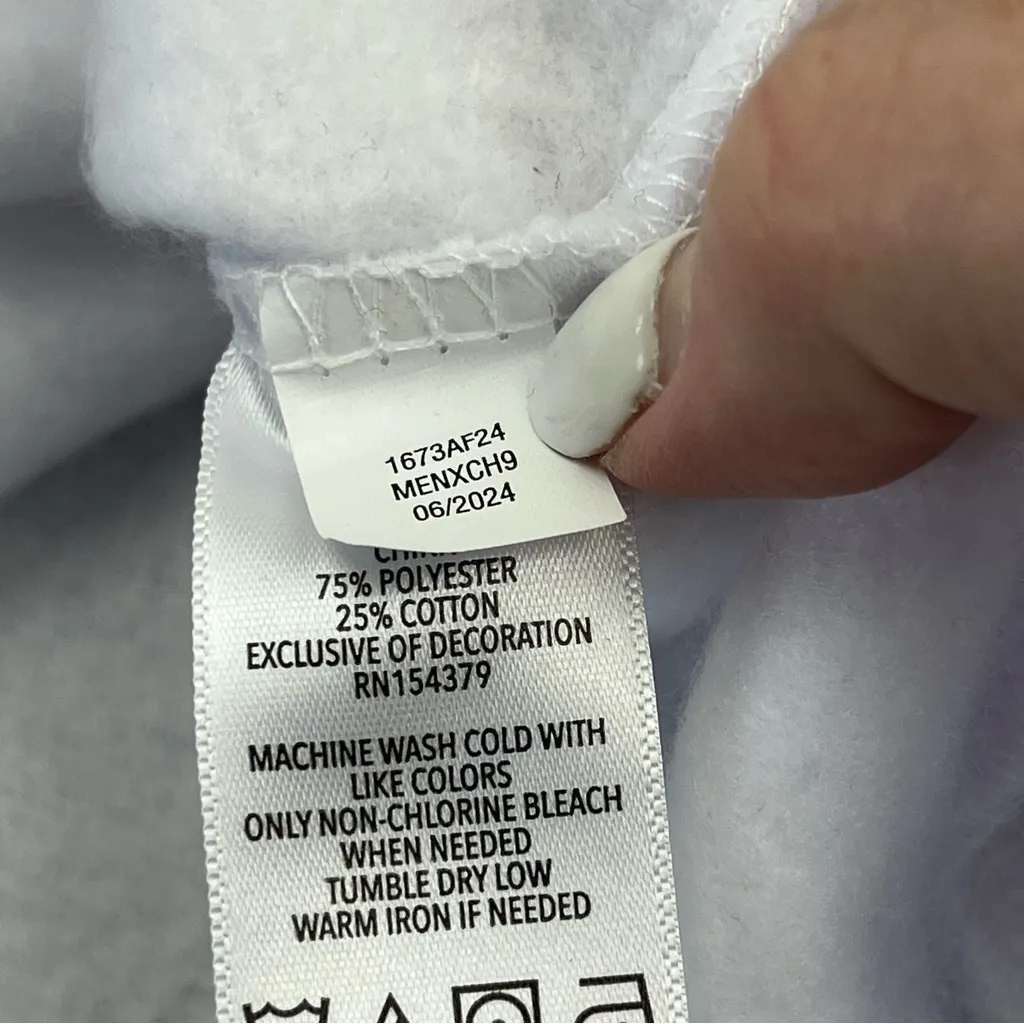 1673AF24
MENXCH9
06/2024
75% POLYESTER
25% COTTON
EXCLUSIVE OF DECORATION
RN154379
MACHINE WASH COLD WITH
LIKE COLORS
ONLY NON-CHLORINE BLEACH
WHEN NEEDED
TUMBLE DRY LOW
WARM IRON IF NEEDED